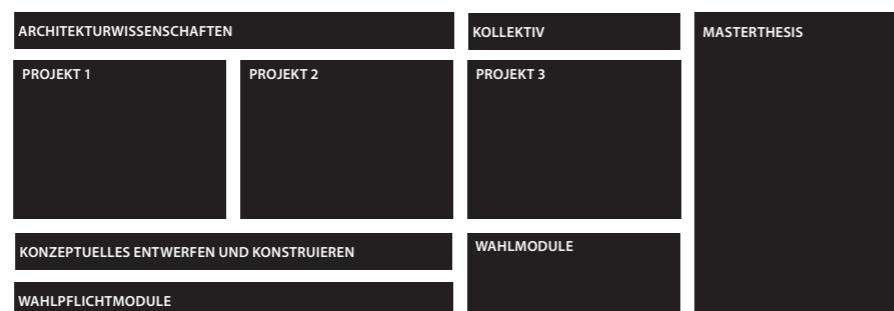 ARCHITEKTURWISSENSCHAFTEN
KOLLEKTIV
MASTERTHESIS
PROJEKT 1
PROJEKT 2
PROJEKT 3
KONZEPTUELLES ENTWERFEN UND KONSTRUIEREN
WAHLMODULE
WAHLPFLICHTMODULE